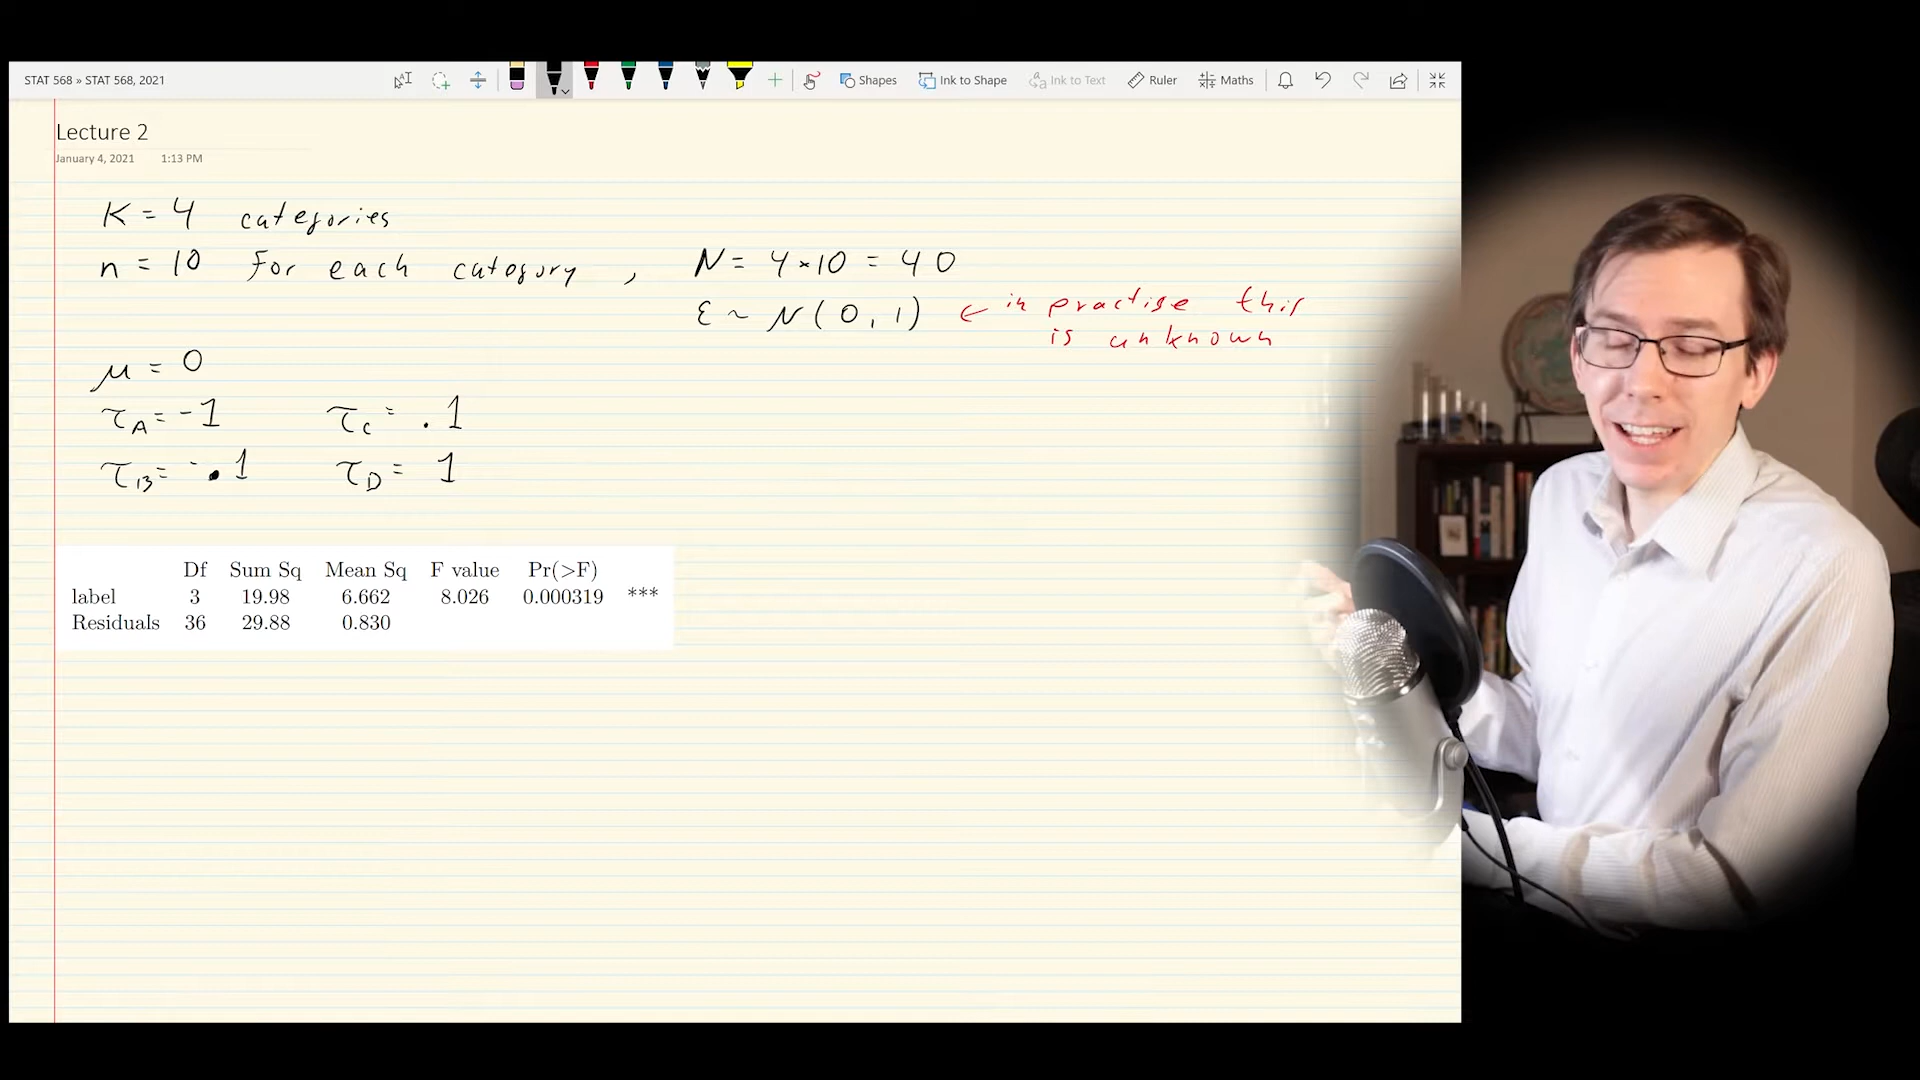 STAT 568 » STAT 568, 2021
Shapes Ink to Shape Ink to Text Ruler Maths
Lecture 2
January 4, 2021 1:13 PM
K = 4 categories
n = 10 for each category , N = 4×10 = 40
ε ~ N(0,1) ← in practise this is unknown
μ = 0
τA = -1 τC = .1
τB = -.1 τD = 1
Df Sum Sq Mean Sq F value Pr(>F)
label 3 19.98 6.662 8.026 0.000319 ***
Residuals 36 29.88 0.830